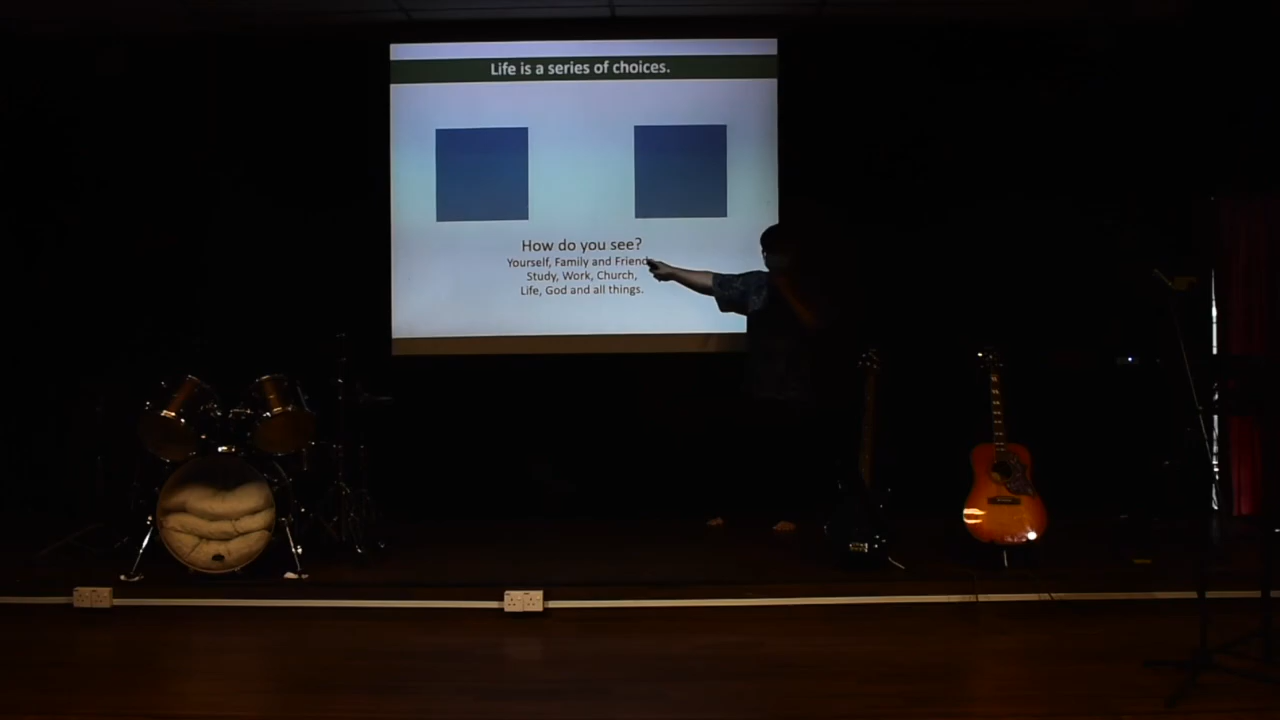 Life is a series of choices.
How do you see?
Yourself, Family and Friend
Study, Work, Church,
Life, God and all things.